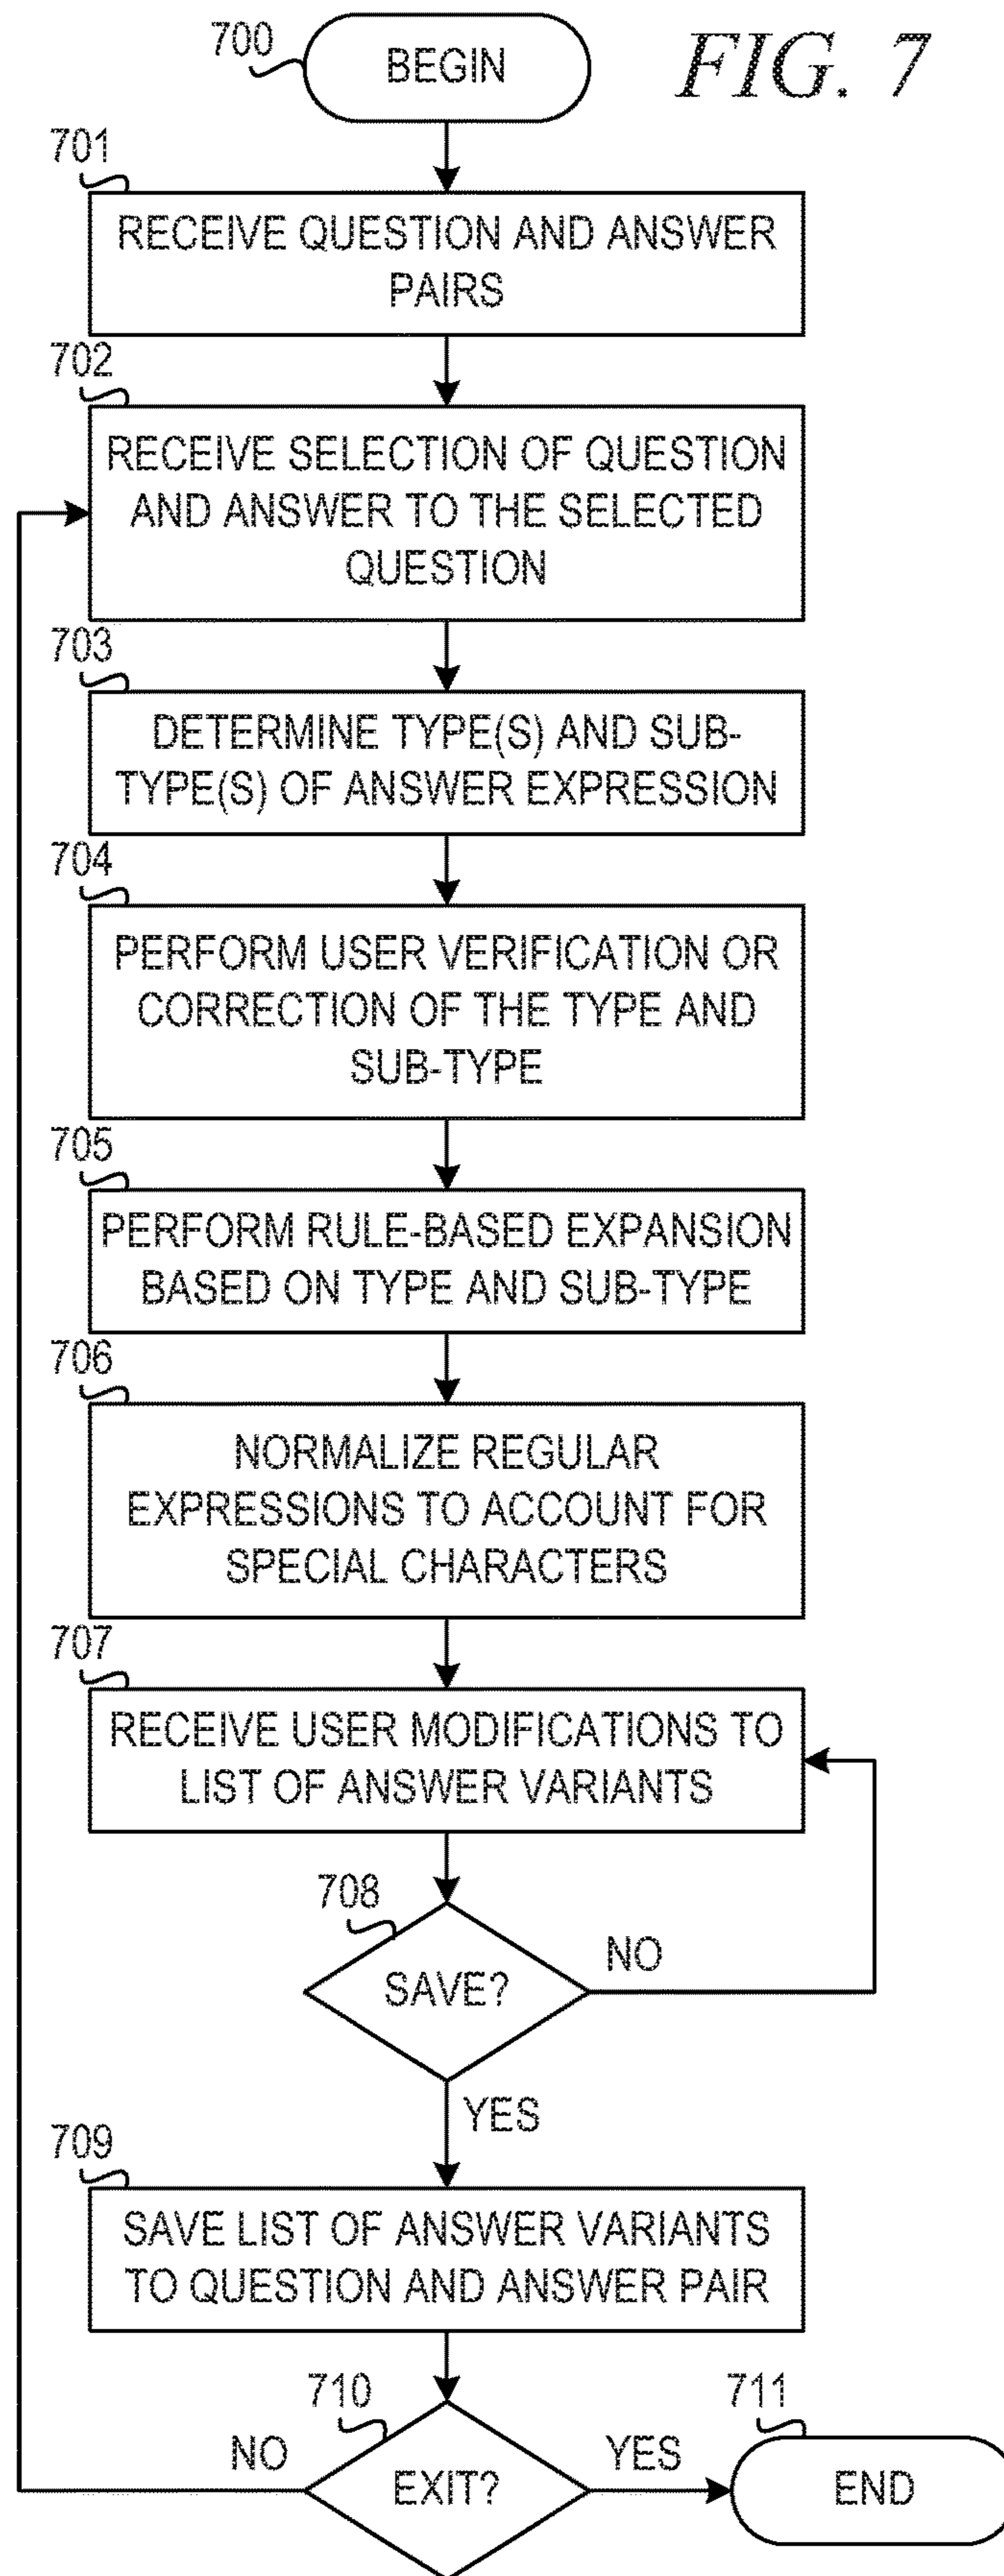 700
BEGIN
FIG. 7
701
RECEIVE QUESTION AND ANSWER
PAIRS
702
RECEIVE SELECTION OF QUESTION
AND ANSWER TO THE SELECTED
QUESTION
703
DETERMINE TYPE(S) AND SUB-
TYPE(S) OF ANSWER EXPRESSION
704
PERFORM USER VERIFICATION OR
CORRECTION OF THE TYPE AND
SUB-TYPE
705
PERFORM RULE-BASED EXPANSION
BASED ON TYPE AND SUB-TYPE
706
NORMALIZE REGULAR
EXPRESSIONS TO ACCOUNT FOR
SPECIAL CHARACTERS
707
RECEIVE USER MODIFICATIONS TO
LIST OF ANSWER VARIANTS
708
SAVE?
NO
YES
709
SAVE LIST OF ANSWER VARIANTS
TO QUESTION AND ANSWER PAIR
710
NO
EXIT?
YES
711
END